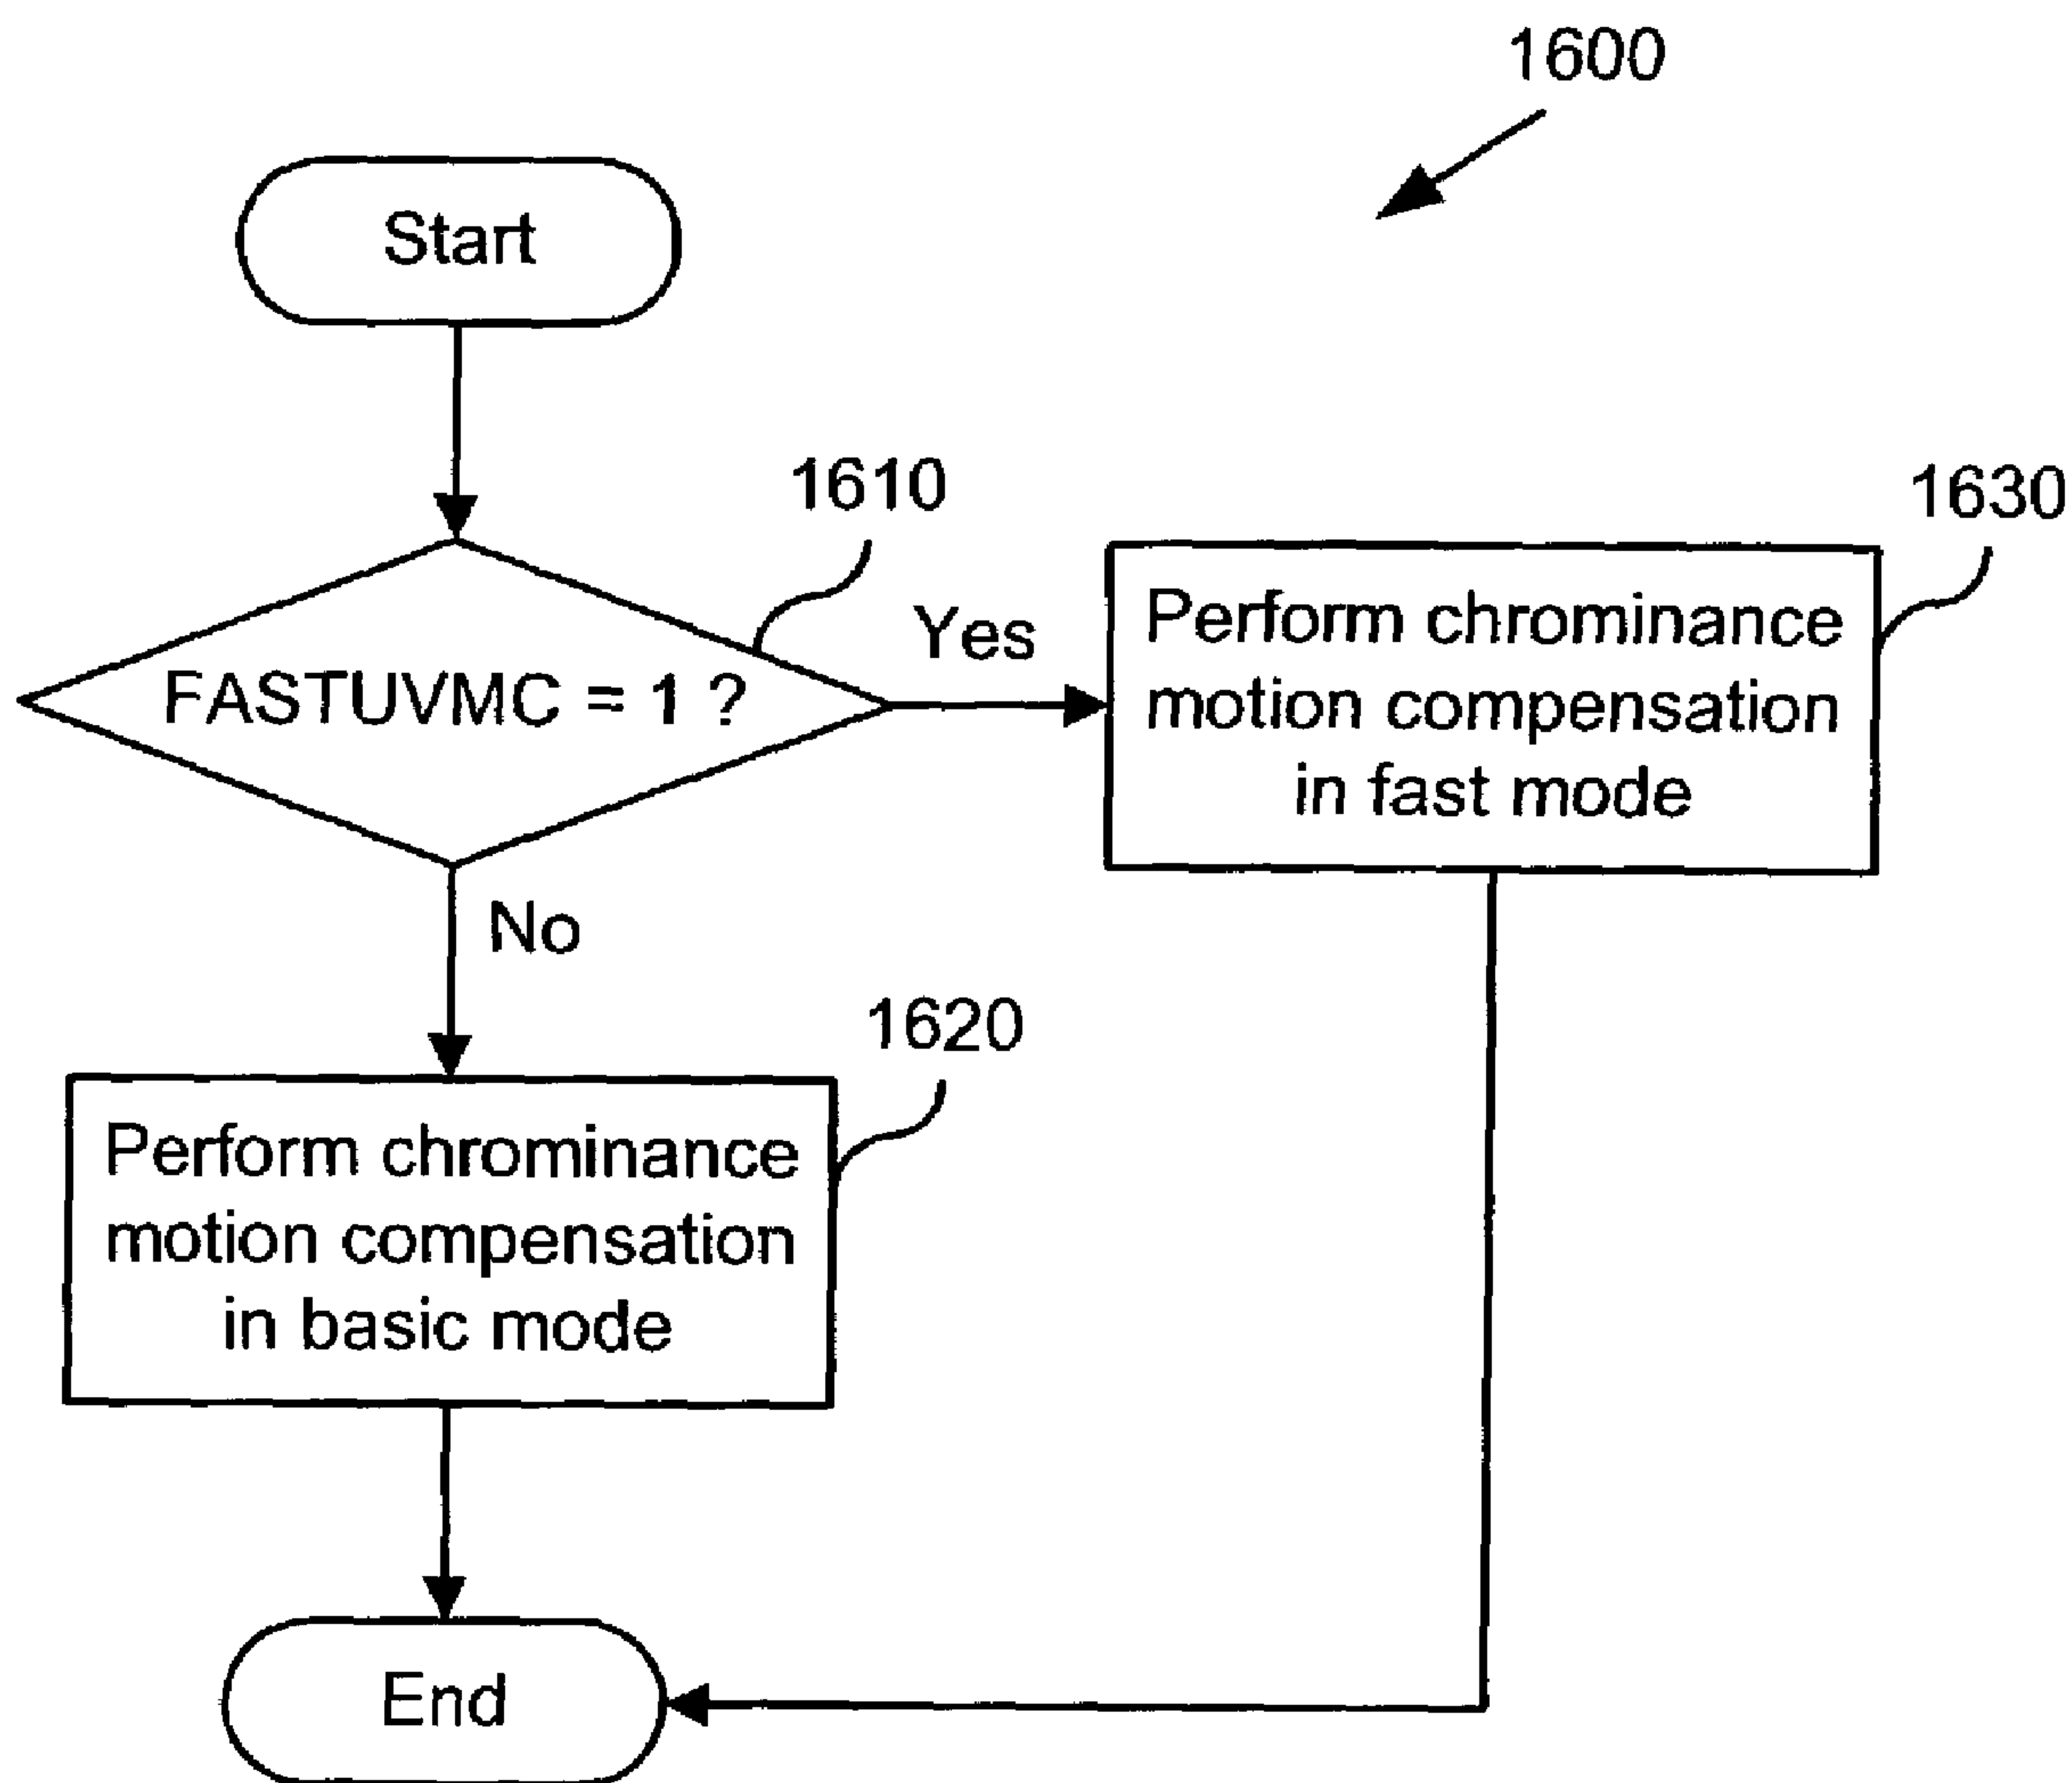 1600
Start
1610
FASTUVMC = 1 ?
Yes
1630
Perform chrominance
motion compensation
in fast mode
No
1620
Perform chrominance
motion compensation
in basic mode
End